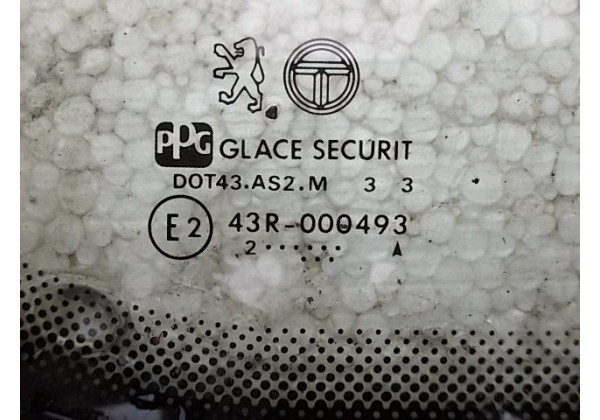 PPG GLACE SECURIT
DOT43.AS2.M 3 3
E2 43R-000493
.2...........